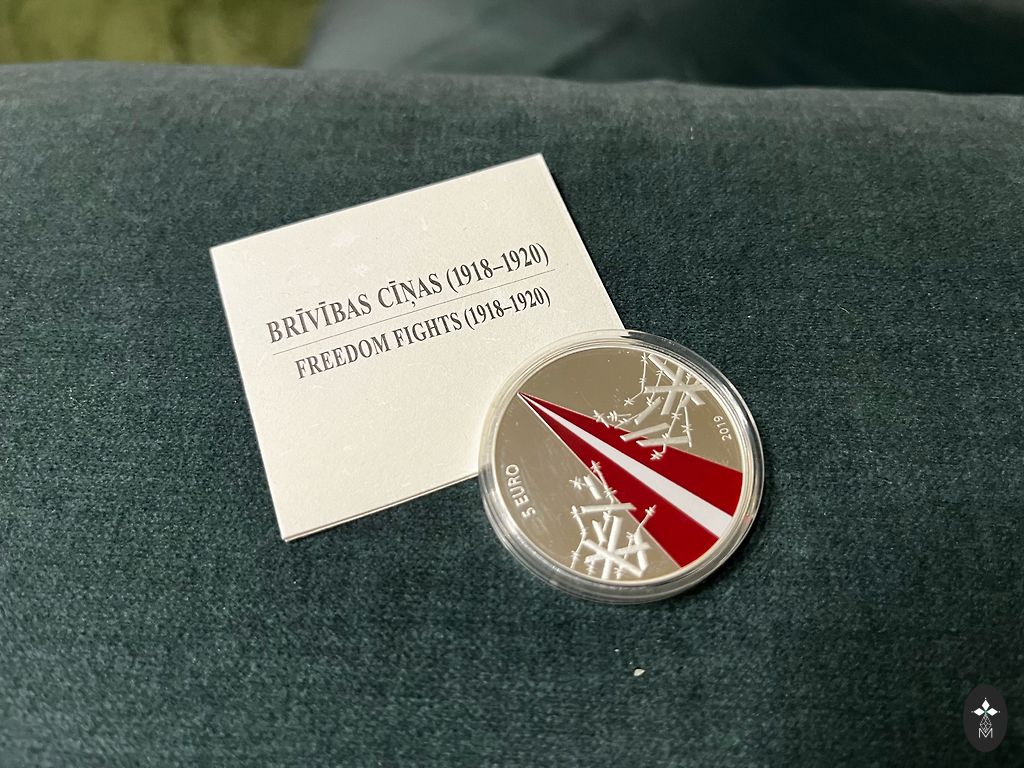 BRĪVĪBAS CĪŅAS (1918–1920)
FREEDOM FIGHTS (1918–1920)
5 EURO
2019